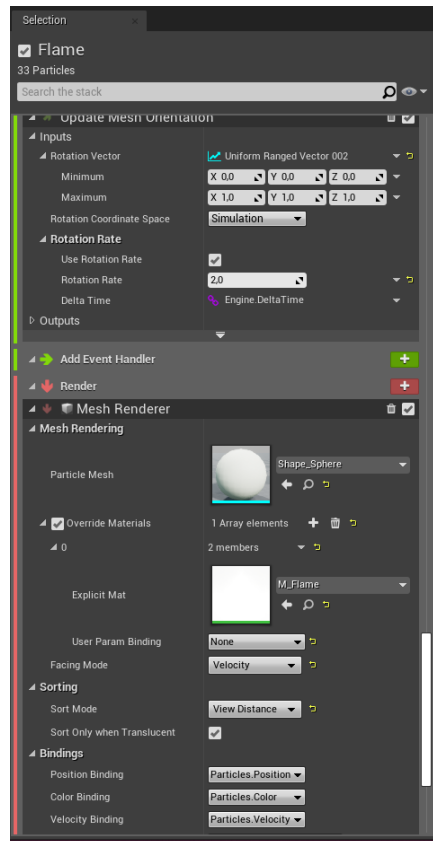 Selection
Flame
33 Particles
Search the stack
Update Mesh Orientation
Inputs
Rotation Vector Uniform Ranged Vector 002
Minimum X 0,0 Y 0,0 Z 0,0
Maximum X 1,0 Y 1,0 Z 1,0
Rotation Coordinate Space Simulation
Rotation Rate
Use Rotation Rate
Rotation Rate 2,0
Delta Time Engine.DeltaTime
Outputs
Add Event Handler
Render
Mesh Renderer
Mesh Rendering
Particle Mesh Shape_Sphere
Override Materials 1 Array elements
0 2 members
Explicit Mat M_Flame
User Param Binding None
Facing Mode Velocity
Sorting
Sort Mode View Distance
Sort Only when Translucent
Bindings
Position Binding Particles.Position
Color Binding Particles.Color
Velocity Binding Particles.Velocity